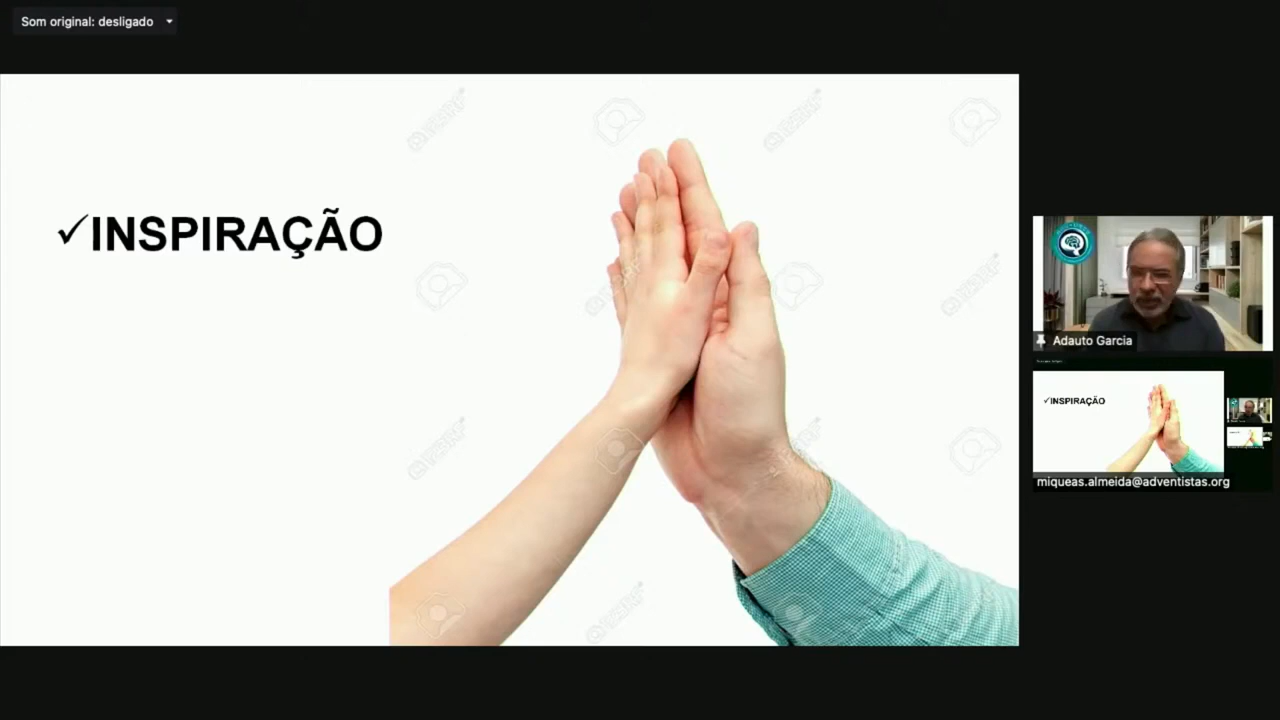 Som original: desligado
✓INSPIRAÇÃO
Adauto Garcia
✓INSPIRAÇÃO
miqueas.almeida@adventistas.org